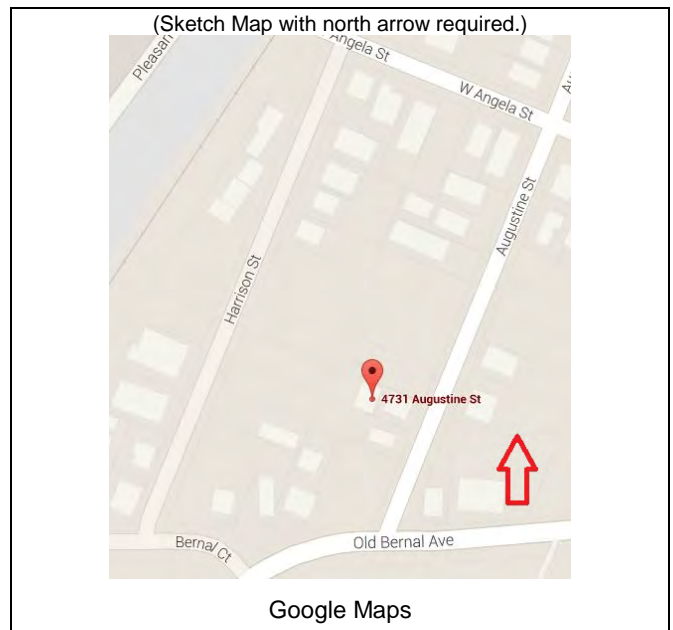 (Sketch Map with north arrow required.)
Angela St
Pleasan
W Angela St
Augustine St
Harrison St
4731 Augustine St
Bernal Ct
Old Bernal Ave
Google Maps